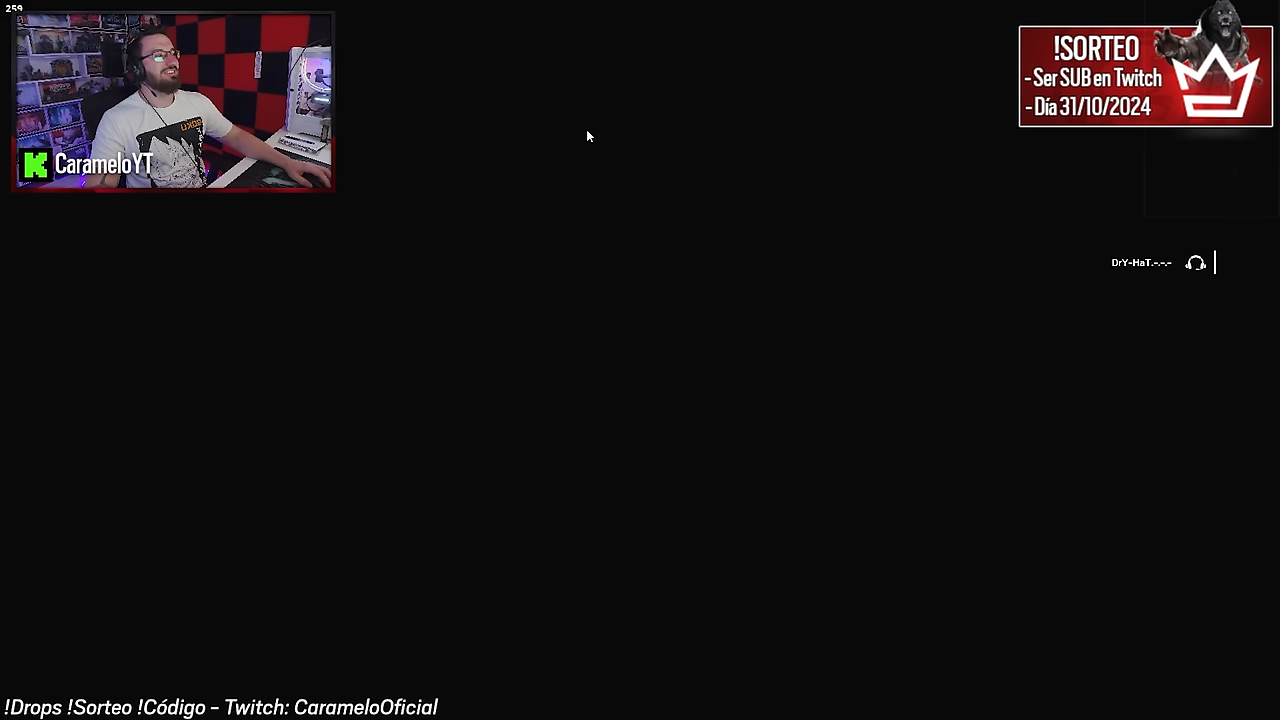 259
CarameloYT
!SORTEO
- Ser SUB en Twitch
- Día 31/10/2024
DrY-HaT.-.-.-
!Drops !Sorteo !Código - Twitch: CarameloOficial